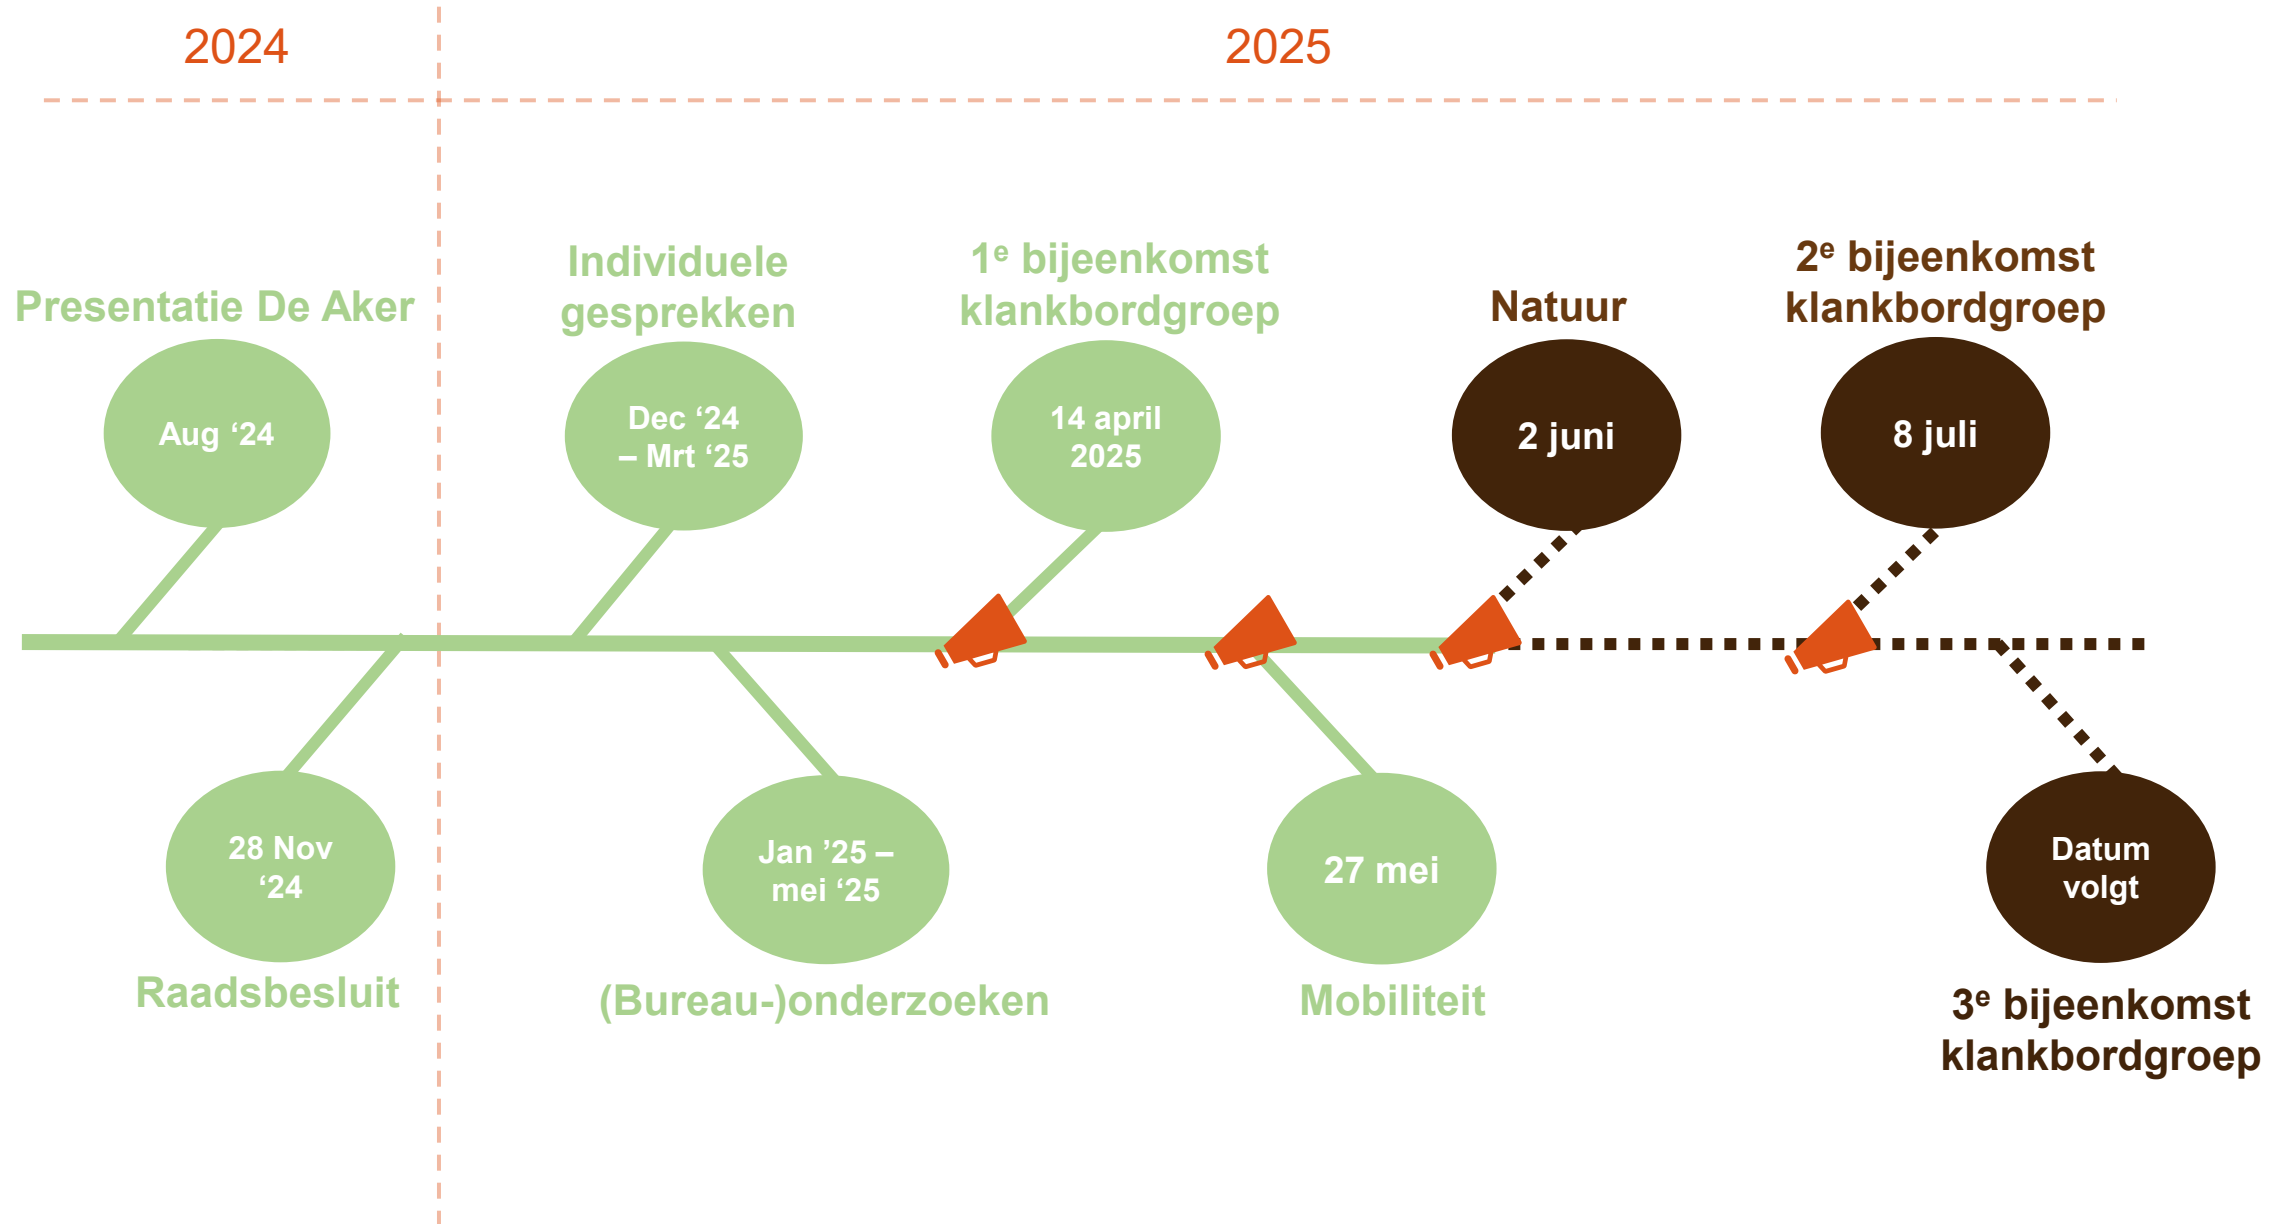 2024
2025
Presentatie De Aker
Aug ‘24
Individuele
gesprekken
Dec ‘24
– Mrt ‘25
1e bijeenkomst
klankbordgroep
14 april
2025
Natuur
2 juni
2e bijeenkomst
klankbordgroep
8 juli
28 Nov
‘24
Raadsbesluit
Jan ’25 –
mei ‘25
(Bureau-)onderzoeken
27 mei
Mobiliteit
Datum
volgt
3e bijeenkomst
klankbordgroep